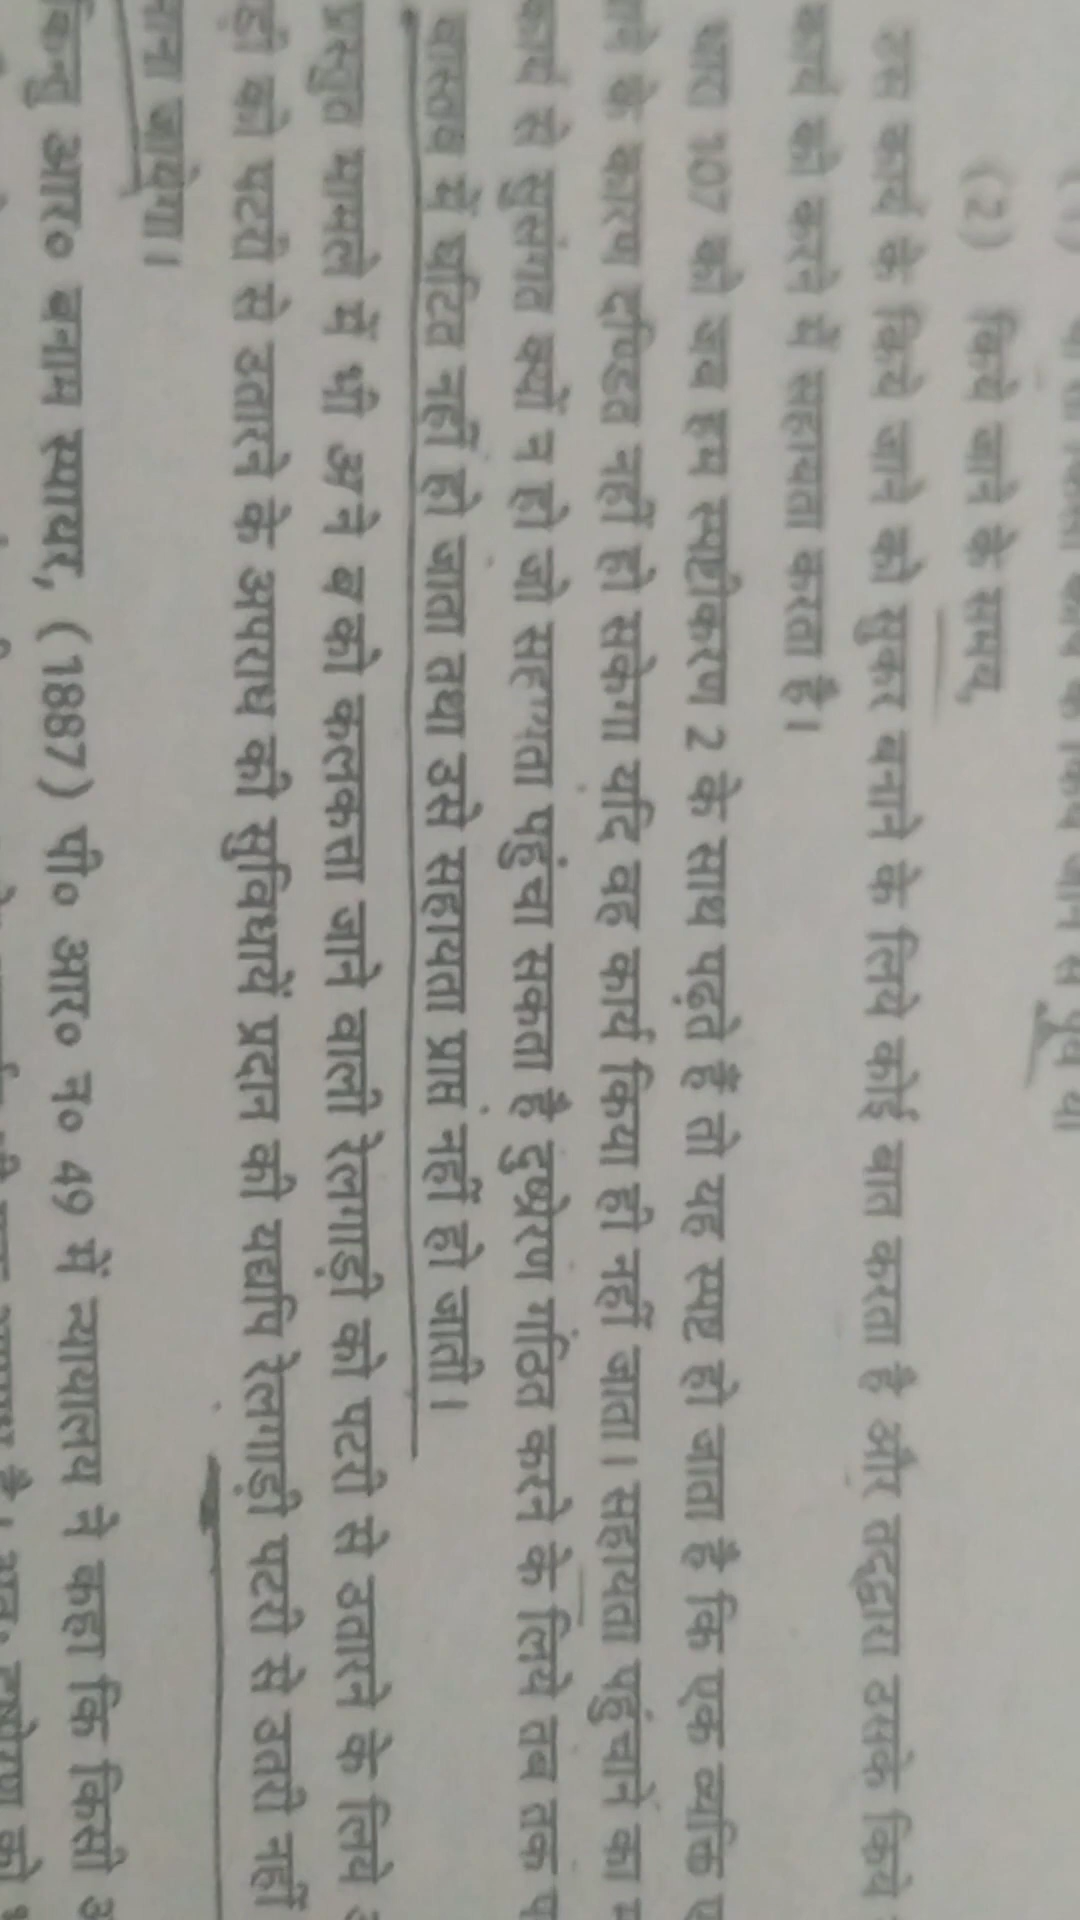 (1) कार्य के किये जाने से पूर्व या
(2) किये जाने के समय,
उस कार्य के किये जाने को सुकर बनाने के लिये कोई बात करता है और तद्द्वारा उसके किये
कार्य को करने में सहायता करता है।
धारा 107 को जब हम स्पष्टीकरण 2 के साथ पढ़ते हैं तो यह स्पष्ट हो जाता है कि एक व्यक्ति
के कारण दण्डित नहीं हो सकेगा यदि वह कार्य किया ही नहीं जाता। सहायता पहुंचाने का
कार्य से सुसंगत क्यों न हो जो सहायता पहुंचा सकता है दुष्प्रेरण गठित करने के लिये तब तक
वास्तव में घटित नहीं हो जाता तथा उसे सहायता प्राप्त नहीं हो जाती।
प्रस्तुत मामले में भी अ ने ब को कलकत्ता जाने वाली रेलगाड़ी को पटरी से उतारने के लिये
को पटरी से उतारने के अपराध की सुविधायें प्रदान की यद्यपि रेलगाड़ी पटरी से उतरी नहीं
माना जायेगा।
किन्तु आर० बनाम स्यायर, (1887) पी० आर० न० 49 में न्यायालय ने कहा कि किसी